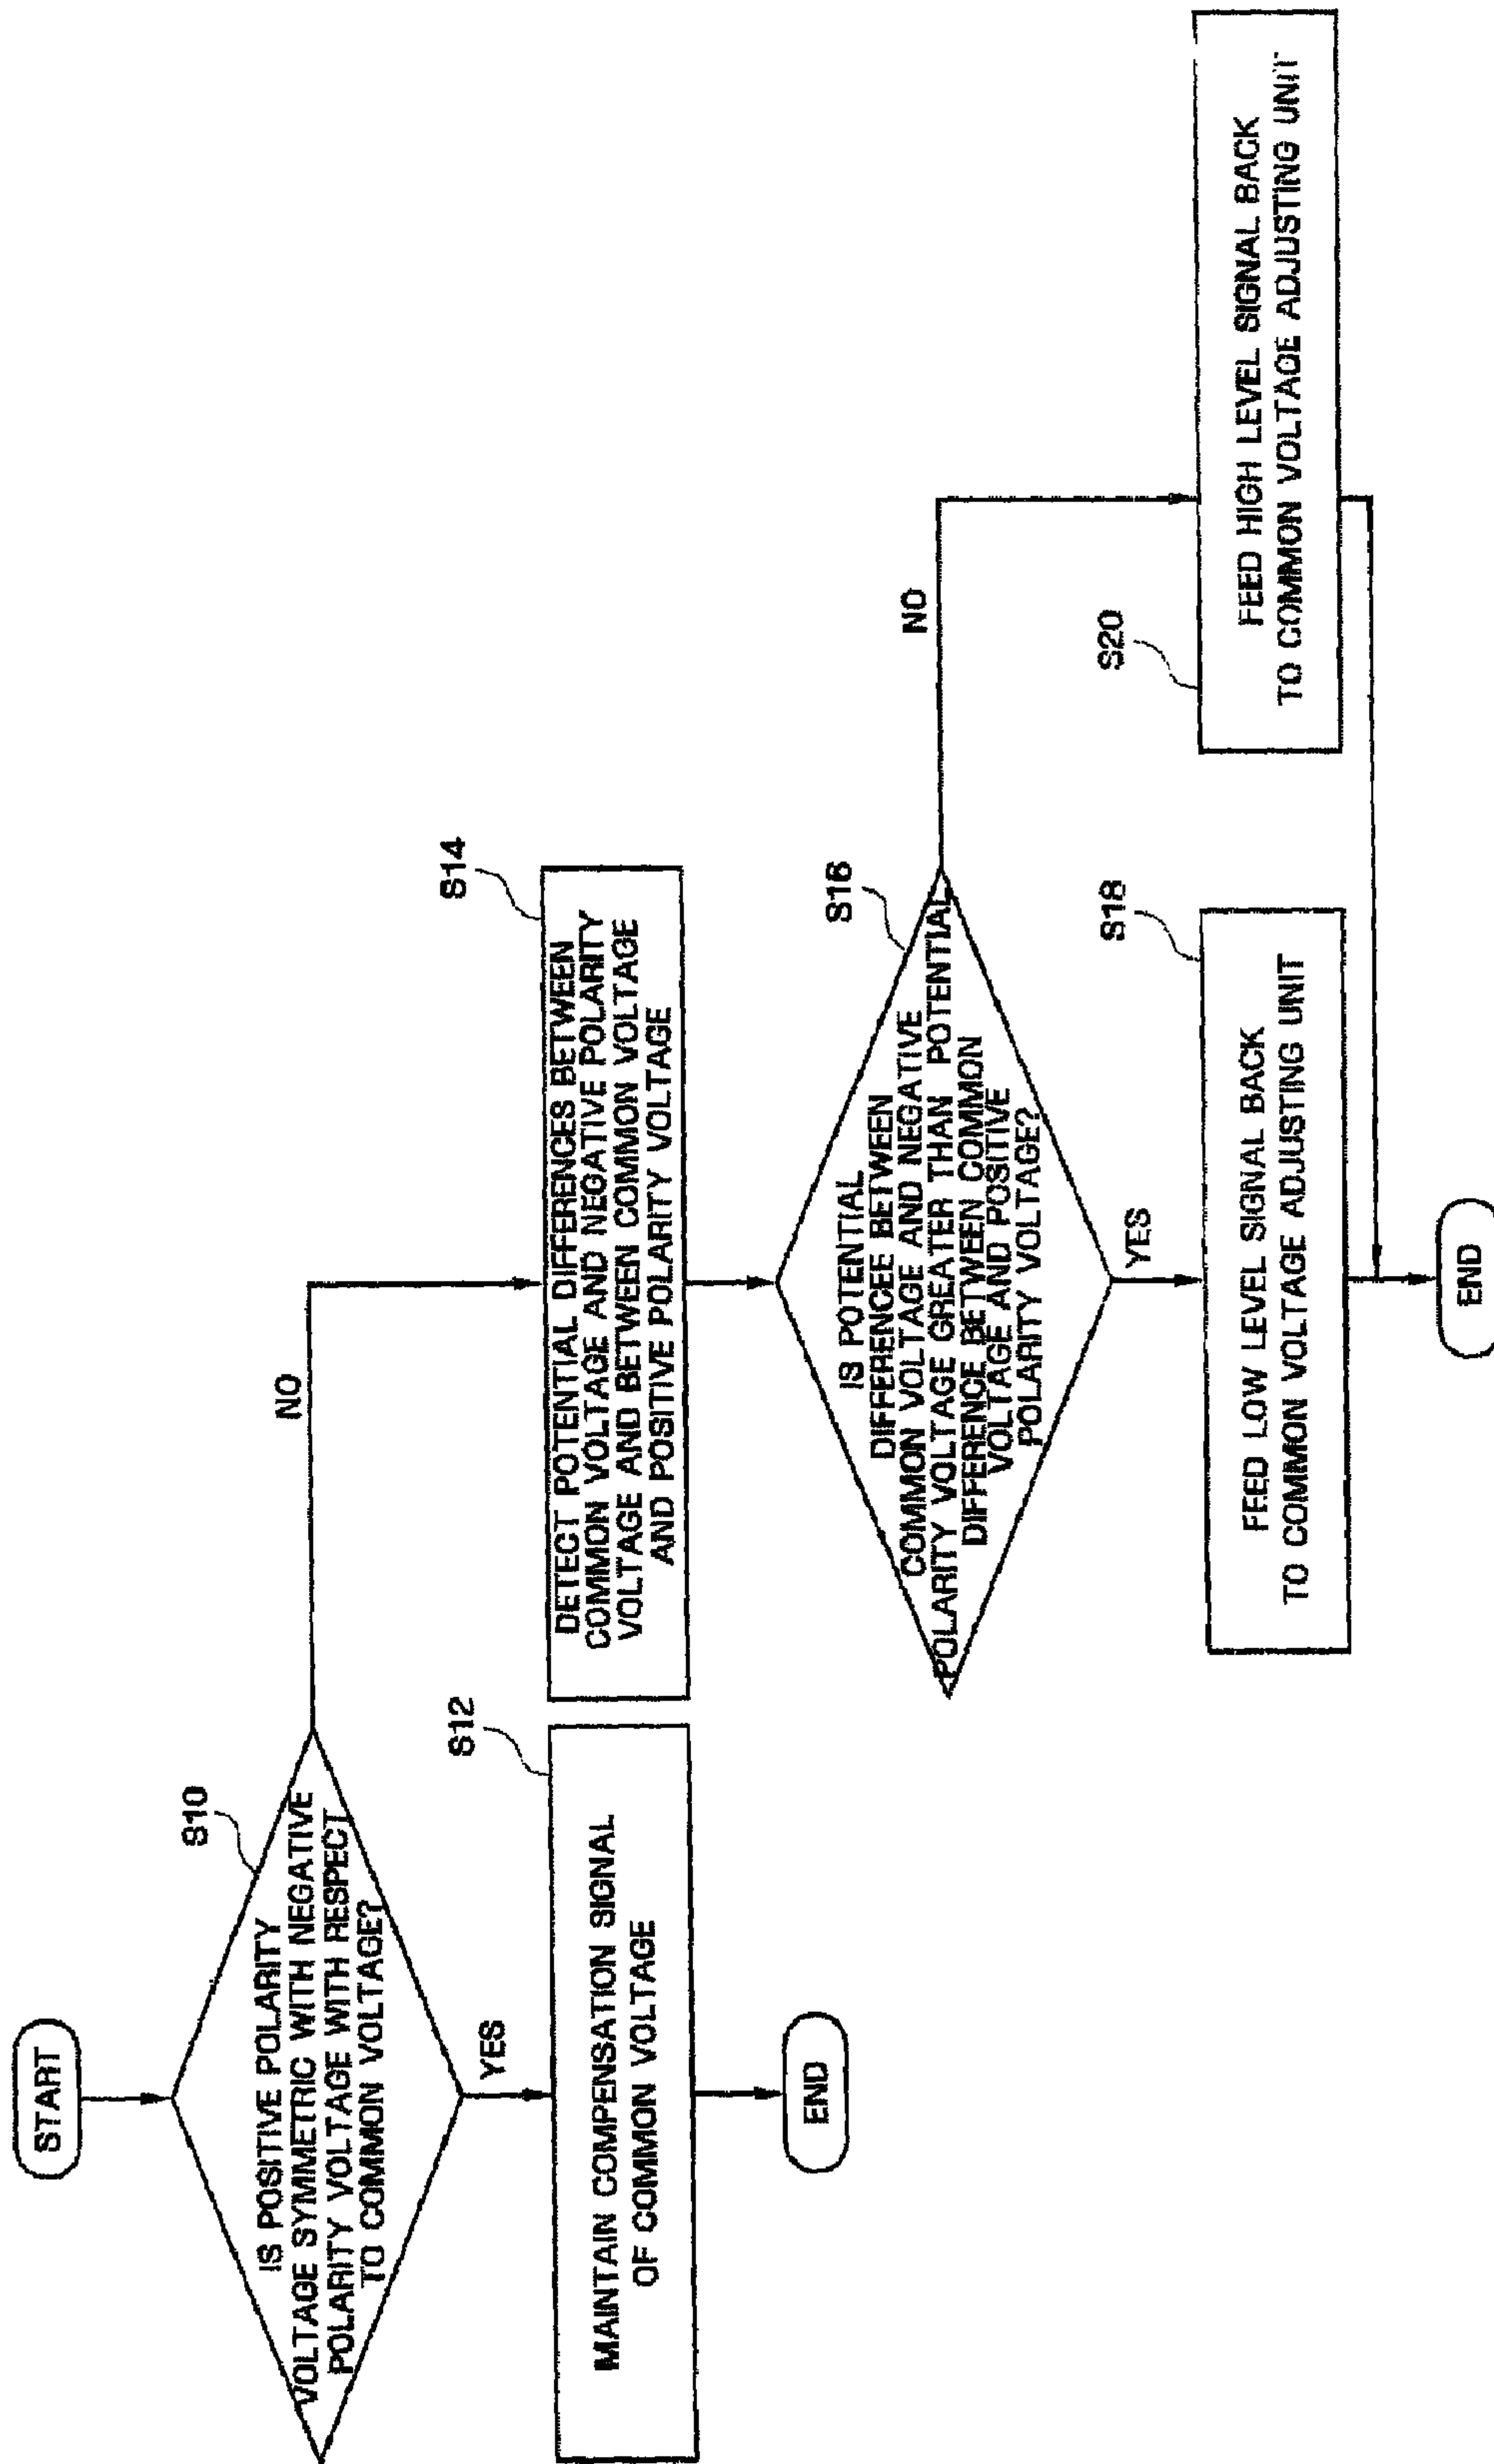 START
S10
IS POSITIVE POLARITY
VOLTAGE SYMMETRIC WITH NEGATIVE
POLARITY VOLTAGE WITH RESPECT
TO COMMON VOLTAGE?
YES
NO
S12
MAINTAIN COMPENSATION SIGNAL
OF COMMON VOLTAGE
END
S14
DETECT POTENTIAL DIFFERENCES BETWEEN
COMMON VOLTAGE AND NEGATIVE POLARITY
VOLTAGE AND BETWEEN COMMON VOLTAGE
AND POSITIVE POLARITY VOLTAGE
S16
IS POTENTIAL
DIFFERENCEE BETWEEN
COMMON VOLTAGE AND NEGATIVE
POLARITY VOLTAGE GREATER THAN POTENTIAL
DIFFERENCE BETWEEN COMMON
VOLTAGE AND POSITIVE
POLARITY VOLTAGE?
YES
NO
S18
FEED LOW LEVEL SIGNAL BACK
TO COMMON VOLTAGE ADJUSTING UNIT
S20
FEED HIGH LEVEL SIGNAL BACK
TO COMMON VOLTAGE ADJUSTING UNIT
END